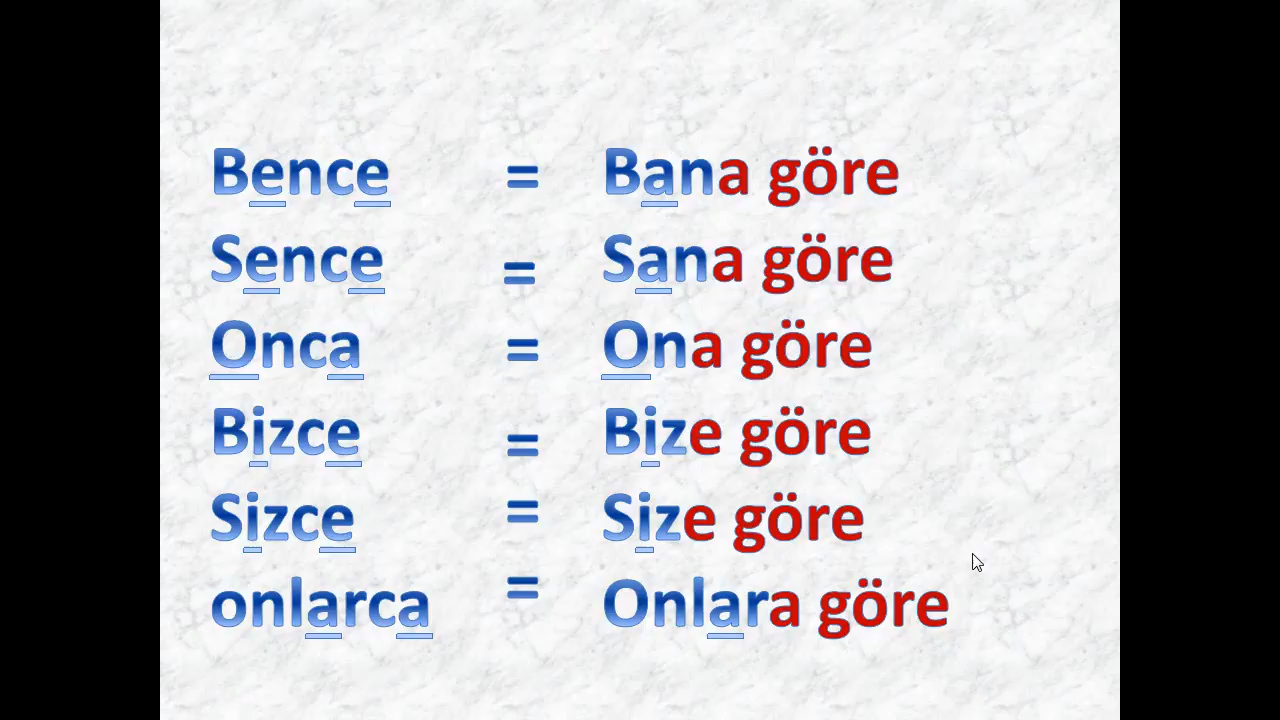 Bence = Bana göre
Sence = Sana göre
Onca = Ona göre
Bizce = Bize göre
Sizce = Size göre
onlarca = Onlara göre